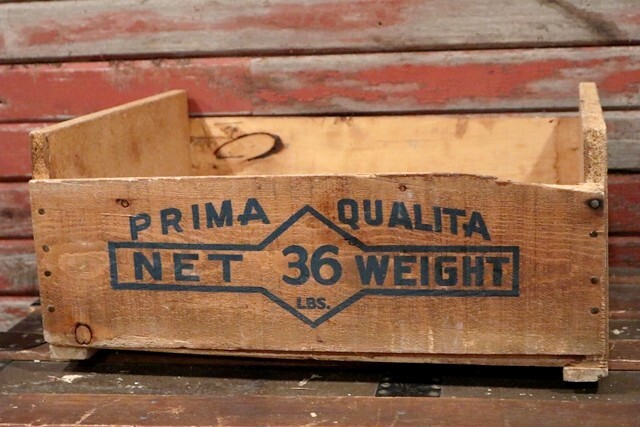 PRIMA QUALITA
NET 36 WEIGHT
LBS.